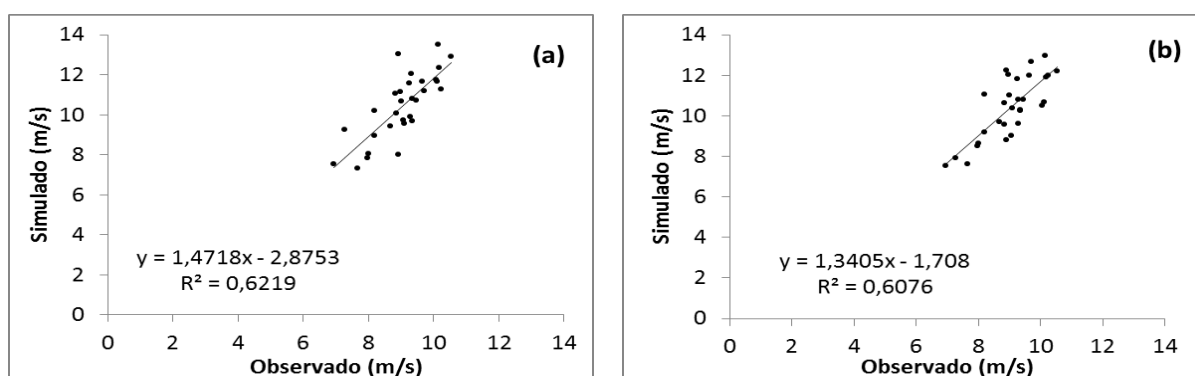 (a)
Simulado (m/s)
14
12
10
8
6
4
2
0
y = 1,4718x - 2,8753
R² = 0,6219
0 2 4 6 8 10 12 14
Observado (m/s)
(b)
Simulado (m/s)
14
12
10
8
6
4
2
0
y = 1,3405x - 1,708
R² = 0,6076
0 2 4 6 8 10 12 14
Observado (m/s)